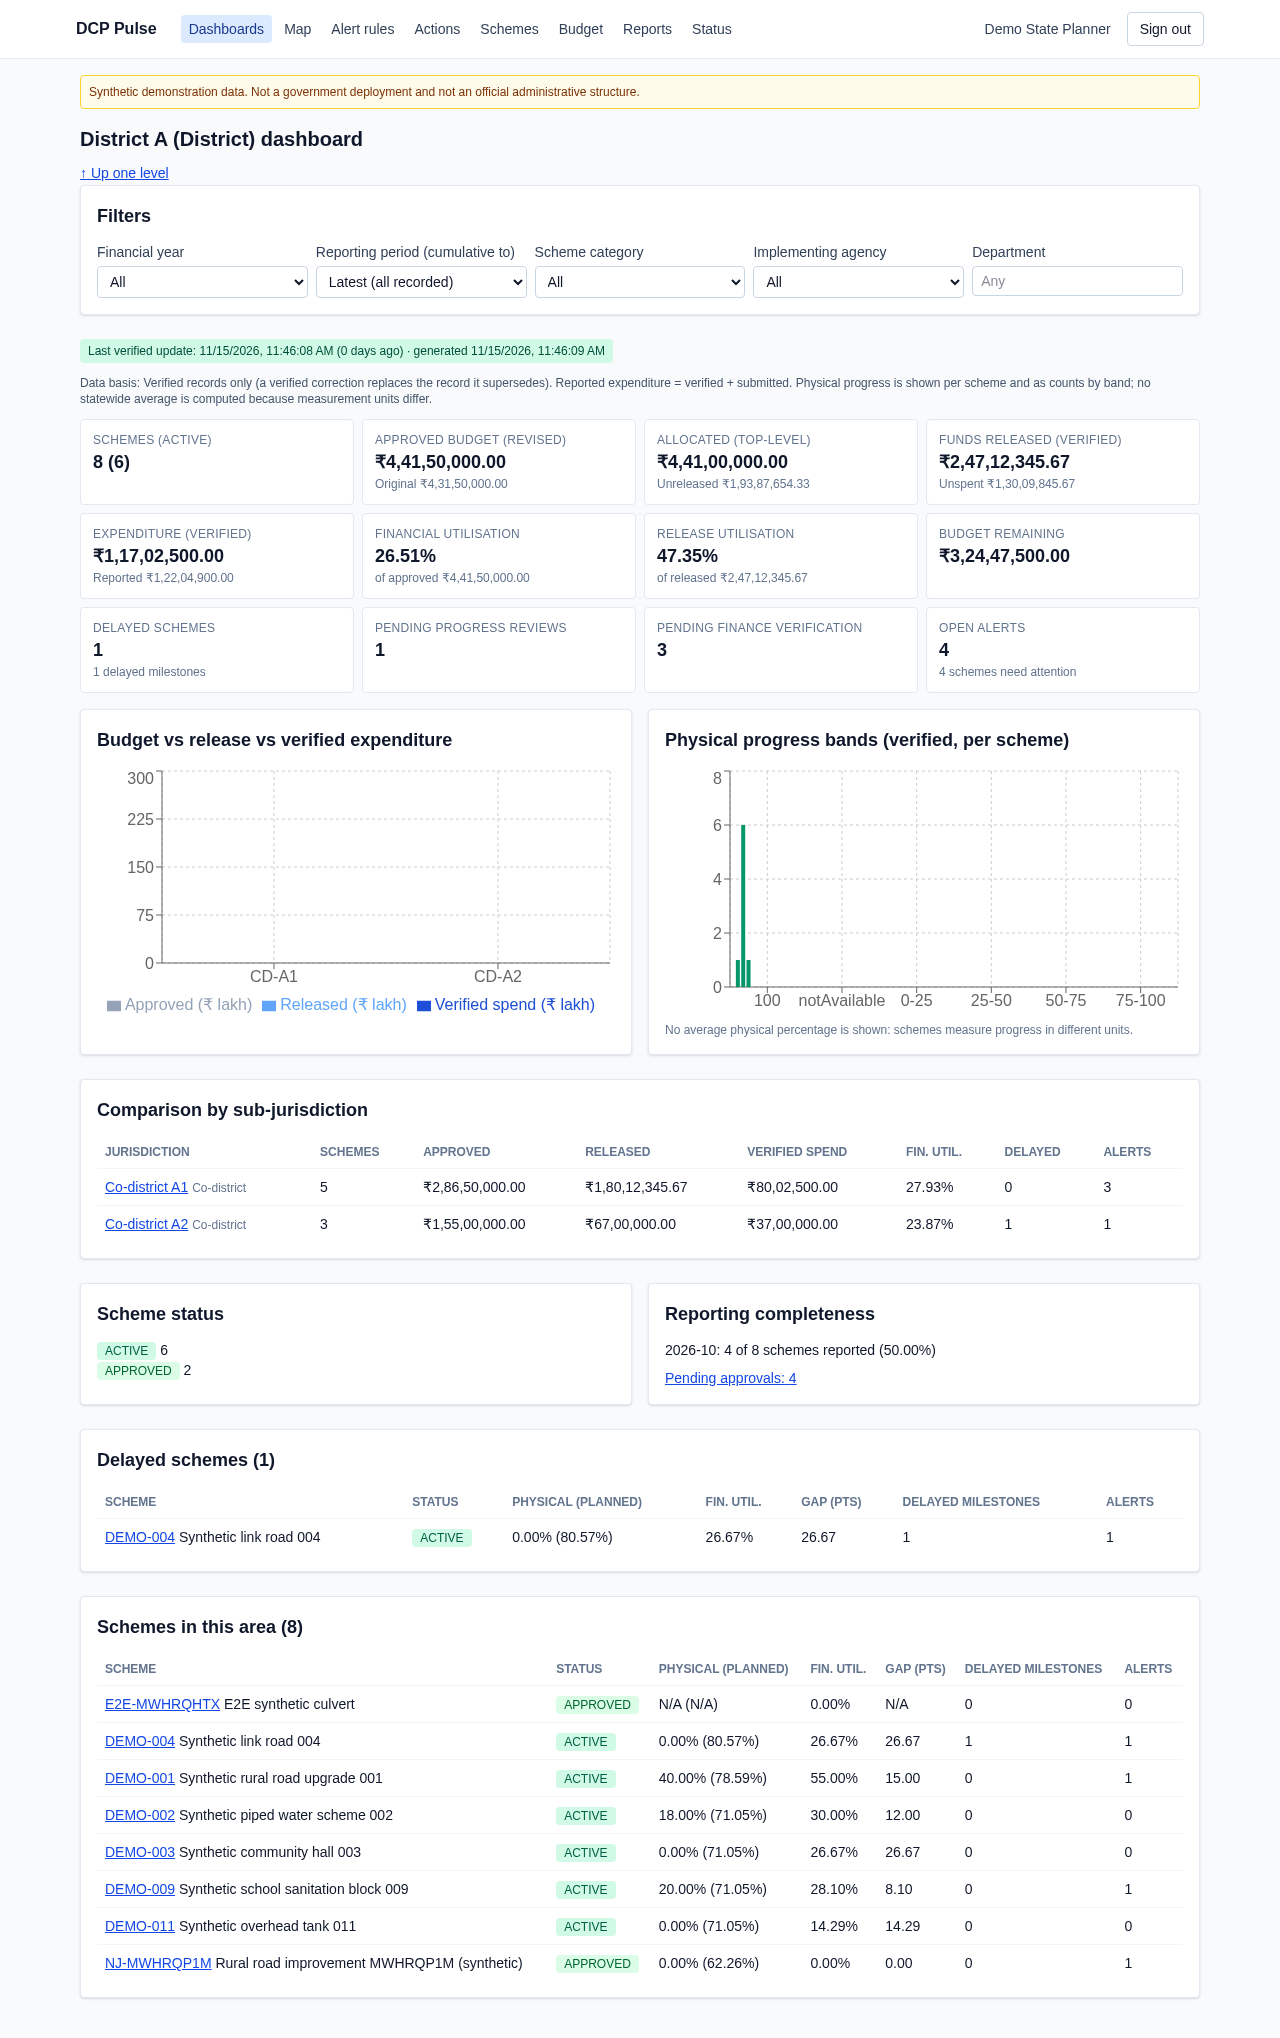 DCP Pulse Dashboards Map Alert rules Actions Schemes Budget Reports Status Demo State Planner Sign out
Synthetic demonstration data. Not a government deployment and not an official administrative structure.
District A (District) dashboard
↑ Up one level
Filters
Financial year Reporting period (cumulative to) Scheme category Implementing agency Department
All Latest (all recorded) All All Any
Last verified update: 11/15/2026, 11:46:08 AM (0 days ago) · generated 11/15/2026, 11:46:09 AM
Data basis: Verified records only (a verified correction replaces the record it supersedes). Reported expenditure = verified + submitted. Physical progress is shown per scheme and as counts by band; no
statewide average is computed because measurement units differ.
SCHEMES (ACTIVE) APPROVED BUDGET (REVISED) ALLOCATED (TOP-LEVEL) FUNDS RELEASED (VERIFIED)
8 (6) ₹4,41,50,000.00 ₹4,41,00,000.00 ₹2,47,12,345.67
Original ₹4,31,50,000.00 Unreleased ₹1,93,87,654.33 Unspent ₹1,30,09,845.67
EXPENDITURE (VERIFIED) FINANCIAL UTILISATION RELEASE UTILISATION BUDGET REMAINING
₹1,17,02,500.00 26.51% 47.35% ₹3,24,47,500.00
Reported ₹1,22,04,900.00 of approved ₹4,41,50,000.00 of released ₹2,47,12,345.67
DELAYED SCHEMES PENDING PROGRESS REVIEWS PENDING FINANCE VERIFICATION OPEN ALERTS
1 1 3 4
1 delayed milestones 4 schemes need attention
Budget vs release vs verified expenditure
300
225
150
75
0
CD-A1 CD-A2
Approved (₹ lakh) Released (₹ lakh) Verified spend (₹ lakh)
Physical progress bands (verified, per scheme)
8
6
4
2
0
100 notAvailable 0-25 25-50 50-75 75-100
No average physical percentage is shown: schemes measure progress in different units.
Comparison by sub-jurisdiction
JURISDICTION SCHEMES APPROVED RELEASED VERIFIED SPEND FIN. UTIL. DELAYED ALERTS
Co-district A1 Co-district 5 ₹2,86,50,000.00 ₹1,80,12,345.67 ₹80,02,500.00 27.93% 0 3
Co-district A2 Co-district 3 ₹1,55,00,000.00 ₹67,00,000.00 ₹37,00,000.00 23.87% 1 1
Scheme status
ACTIVE 6
APPROVED 2
Reporting completeness
2026-10: 4 of 8 schemes reported (50.00%)
Pending approvals: 4
Delayed schemes (1)
SCHEME STATUS PHYSICAL (PLANNED) FIN. UTIL. GAP (PTS) DELAYED MILESTONES ALERTS
DEMO-004 Synthetic link road 004 ACTIVE 0.00% (80.57%) 26.67% 26.67 1 1
Schemes in this area (8)
SCHEME STATUS PHYSICAL (PLANNED) FIN. UTIL. GAP (PTS) DELAYED MILESTONES ALERTS
E2E-MWHRQHTX E2E synthetic culvert APPROVED N/A (N/A) 0.00% N/A 0 0
DEMO-004 Synthetic link road 004 ACTIVE 0.00% (80.57%) 26.67% 26.67 1 1
DEMO-001 Synthetic rural road upgrade 001 ACTIVE 40.00% (78.59%) 55.00% 15.00 0 1
DEMO-002 Synthetic piped water scheme 002 ACTIVE 18.00% (71.05%) 30.00% 12.00 0 0
DEMO-003 Synthetic community hall 003 ACTIVE 0.00% (71.05%) 26.67% 26.67 0 0
DEMO-009 Synthetic school sanitation block 009 ACTIVE 20.00% (71.05%) 28.10% 8.10 0 1
DEMO-011 Synthetic overhead tank 011 ACTIVE 0.00% (71.05%) 14.29% 14.29 0 0
NJ-MWHRQP1M Rural road improvement MWHRQP1M (synthetic) APPROVED 0.00% (62.26%) 0.00% 0.00 0 1